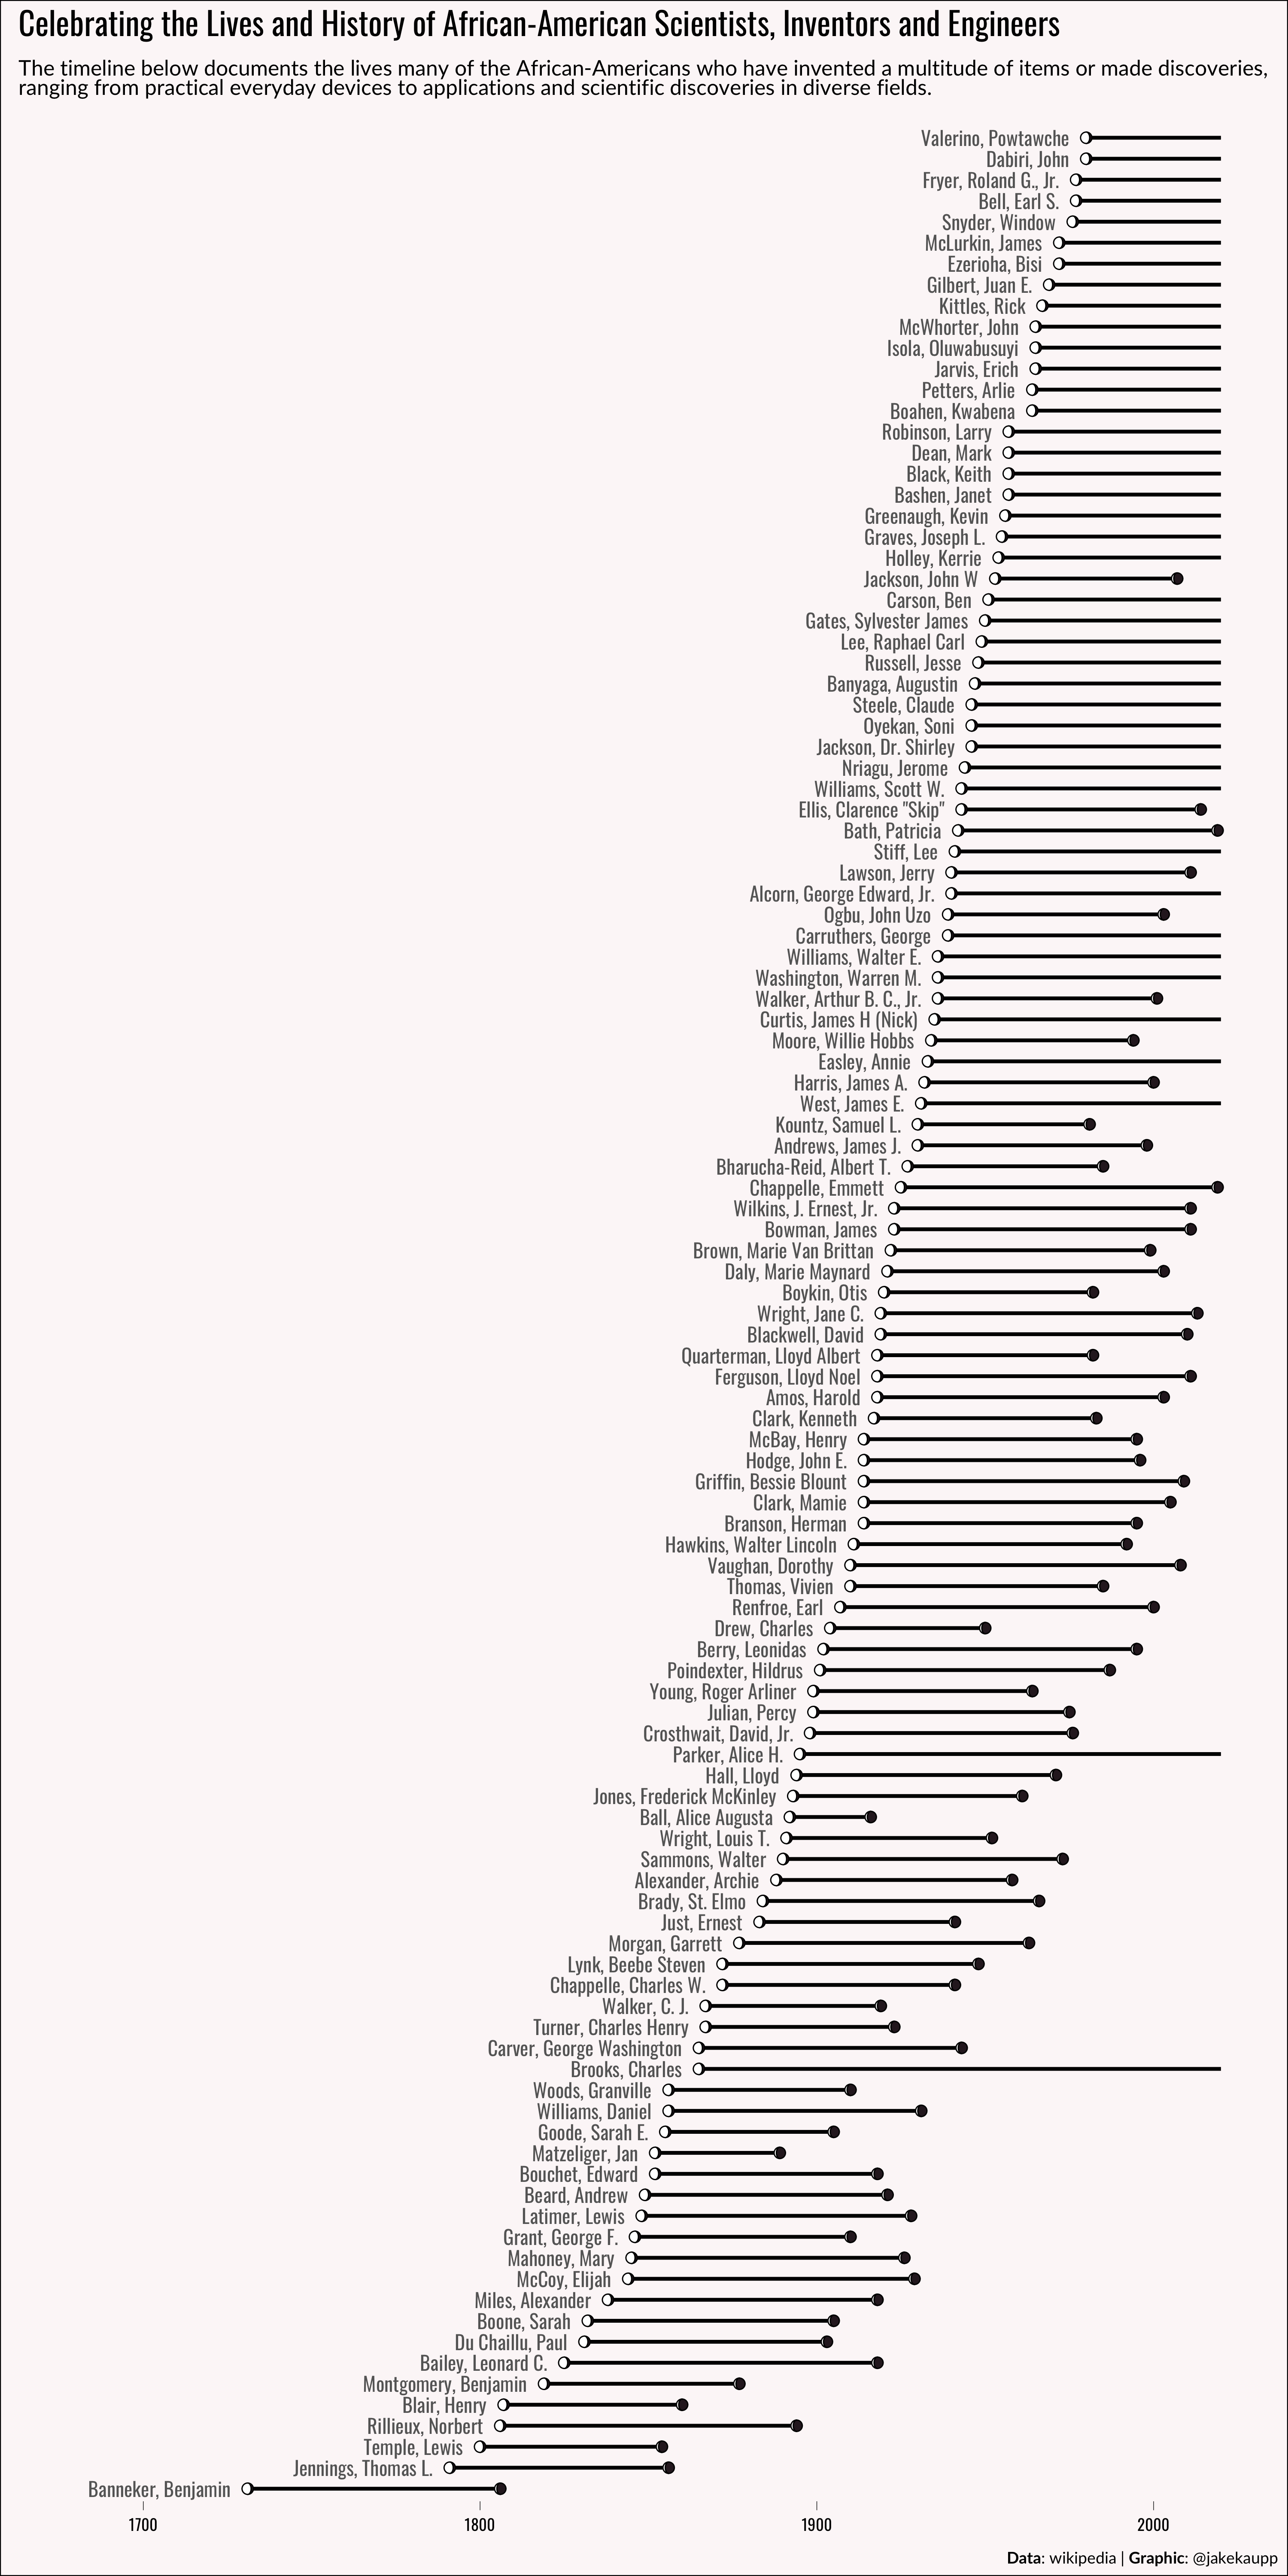 Celebrating the Lives and History of African-American Scientists, Inventors and Engineers
The timeline below documents the lives many of the African-Americans who have invented a multitude of items or made discoveries,
ranging from practical everyday devices to applications and scientific discoveries in diverse fields.
Valerino, Powtawche
Dabiri, John
Fryer, Roland G., Jr.
Bell, Earl S.
Snyder, Window
McLurkin, James
Ezerioha, Bisi
Gilbert, Juan E.
Kittles, Rick
McWhorter, John
Isola, Oluwabusuyi
Jarvis, Erich
Petters, Arlie
Boahen, Kwabena
Robinson, Larry
Dean, Mark
Black, Keith
Bashen, Janet
Greenaugh, Kevin
Graves, Joseph L.
Holley, Kerrie
Jackson, John W
Carson, Ben
Gates, Sylvester James
Lee, Raphael Carl
Russell, Jesse
Banyaga, Augustin
Steele, Claude
Oyekan, Soni
Jackson, Dr. Shirley
Nriagu, Jerome
Williams, Scott W.
Ellis, Clarence "Skip"
Bath, Patricia
Stiff, Lee
Lawson, Jerry
Alcorn, George Edward, Jr.
Ogbu, John Uzo
Carruthers, George
Williams, Walter E.
Washington, Warren M.
Walker, Arthur B. C., Jr.
Curtis, James H (Nick)
Moore, Willie Hobbs
Easley, Annie
Harris, James A.
West, James E.
Kountz, Samuel L.
Andrews, James J.
Bharucha-Reid, Albert T.
Chappelle, Emmett
Wilkins, J. Ernest, Jr.
Bowman, James
Brown, Marie Van Brittan
Daly, Marie Maynard
Boykin, Otis
Wright, Jane C.
Blackwell, David
Quarterman, Lloyd Albert
Ferguson, Lloyd Noel
Amos, Harold
Clark, Kenneth
McBay, Henry
Hodge, John E.
Griffin, Bessie Blount
Clark, Mamie
Branson, Herman
Hawkins, Walter Lincoln
Vaughan, Dorothy
Thomas, Vivien
Renfroe, Earl
Drew, Charles
Berry, Leonidas
Poindexter, Hildrus
Young, Roger Arliner
Julian, Percy
Crosthwait, David, Jr.
Parker, Alice H.
Hall, Lloyd
Jones, Frederick McKinley
Ball, Alice Augusta
Wright, Louis T.
Sammons, Walter
Alexander, Archie
Brady, St. Elmo
Just, Ernest
Morgan, Garrett
Lynk, Beebe Steven
Chappelle, Charles W.
Walker, C. J.
Turner, Charles Henry
Carver, George Washington
Brooks, Charles
Woods, Granville
Williams, Daniel
Goode, Sarah E.
Matzeliger, Jan
Bouchet, Edward
Beard, Andrew
Latimer, Lewis
Grant, George F.
Mahoney, Mary
McCoy, Elijah
Miles, Alexander
Boone, Sarah
Du Chaillu, Paul
Bailey, Leonard C.
Montgomery, Benjamin
Blair, Henry
Rillieux, Norbert
Temple, Lewis
Jennings, Thomas L.
Banneker, Benjamin
1700 1800 1900 2000
Data: wikipedia | Graphic: @jakekaupp